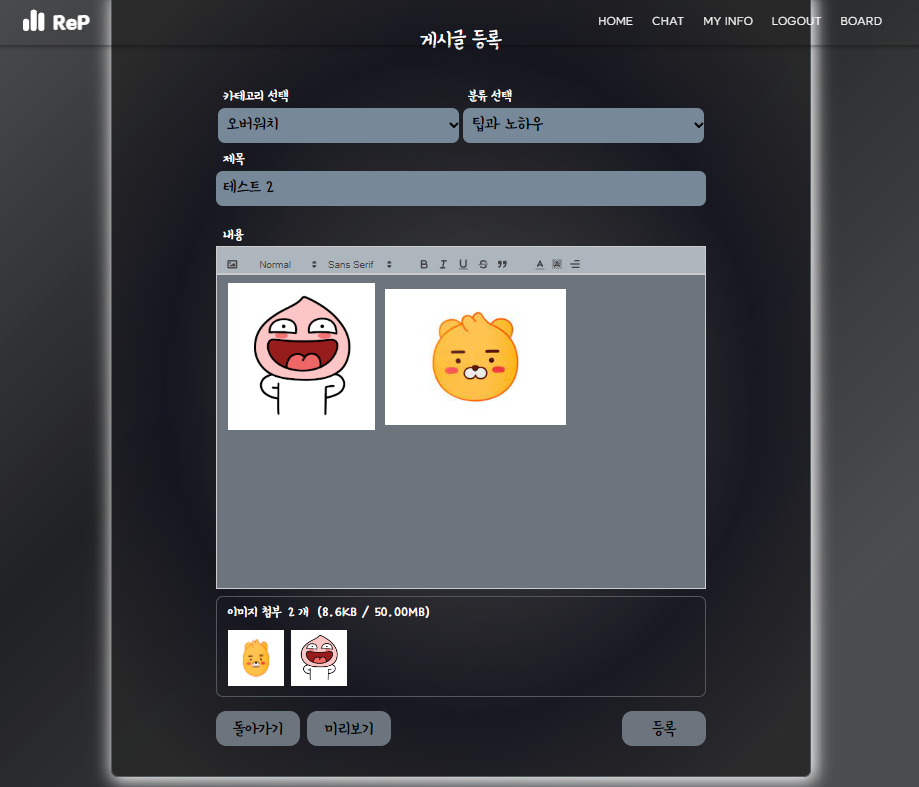 ReP
HOME CHAT MY INFO LOGOUT BOARD
게시글 등록
카테고리 선택 분류 선택
오버워치 팁과 노하우
제목
테스트 2
내용
Normal Sans Serif B I U S A A
이미지 첨부 2 개 (8.6KB / 50.00MB)
돌아가기 미리보기 등록